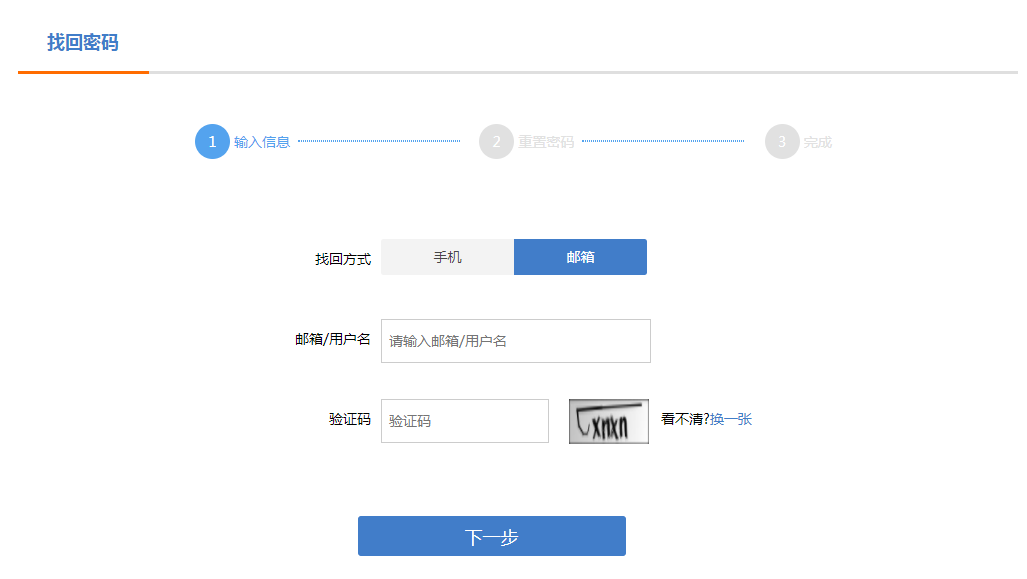 找回密码
1 输入信息 2 重置密码 3 完成
找回方式 手机 邮箱
邮箱/用户名 请输入邮箱/用户名
验证码 验证码 xnxn 看不清?换一张
下一步